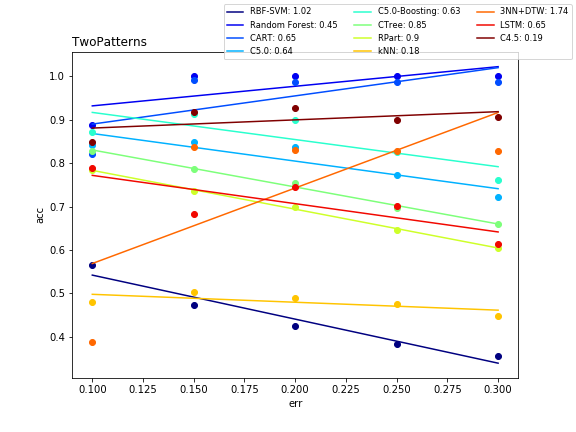 RBF-SVM: 1.02
Random Forest: 0.45
CART: 0.65
C5.0: 0.64
C5.0-Boosting: 0.63
CTree: 0.85
RPart: 0.9
kNN: 0.18
3NN+DTW: 1.74
LSTM: 0.65
C4.5: 0.19
TwoPatterns
1.0
0.9
0.8
0.7
0.6
0.5
0.4
acc
0.100 0.125 0.150 0.175 0.200 0.225 0.250 0.275 0.300
err